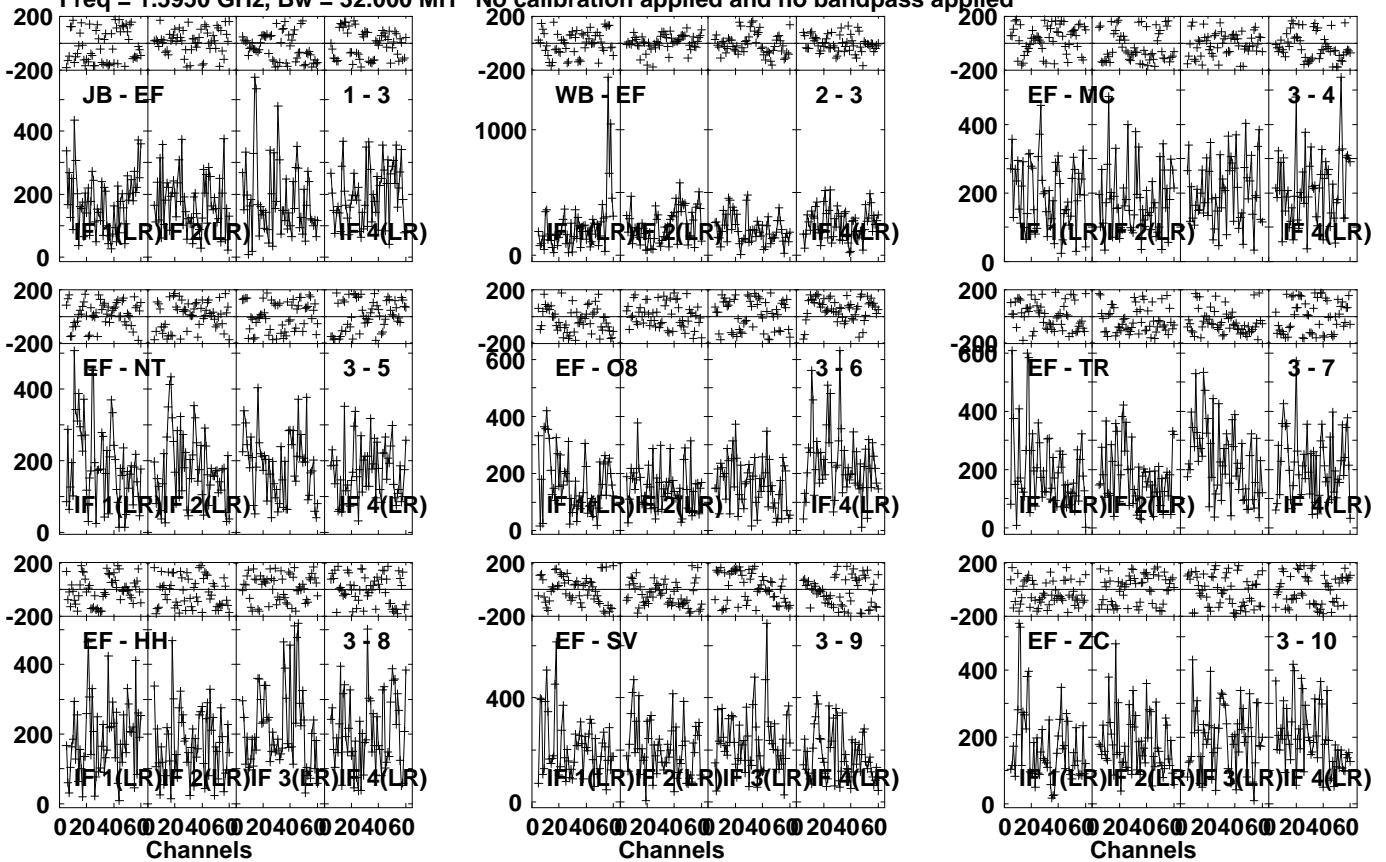 Freq = 1.5950 GHz, Bw = 32.000 MH No calibration applied and no bandpass applied
200
-200
JB - EF 1 - 3
400
200
0
IF 1(LR) IF 2(LR) IF 4(LR)
200
-200
WB - EF 2 - 3
1000
0
IF 1(LR) IF 2(LR) IF 4(LR)
200
-200
EF - MC 3 - 4
400
200
0
IF 1(LR) IF 2(LR) IF 4(LR)
200
-200
EF - NT 3 - 5
400
200
0
IF 1(LR) IF 2(LR) IF 4(LR)
200
-200
600
EF - O8 3 - 6
400
200
0
IF 1(LR) IF 2(LR) IF 4(LR)
200
-200
600
EF - TR 3 - 7
400
200
0
IF 1(LR) IF 2(LR) IF 4(LR)
200
-200
EF - HH 3 - 8
400
200
0
IF 1(LR) IF 2(LR) IF 3(LR) IF 4(LR)
0 20 40 60 0 20 40 60 0 20 40 60 0 20 40 60
Channels
200
-200
EF - SV 3 - 9
400
0
IF 1(LR) IF 2(LR) IF 3(LR) IF 4(LR)
0 20 40 60 0 20 40 60 0 20 40 60 0 20 40 60
Channels
200
-200
EF - ZC 3 - 10
400
200
0
IF 1(LR) IF 2(LR) IF 3(LR) IF 4(LR)
0 20 40 60 0 20 40 60 0 20 40 60 0 20 40 60
Channels